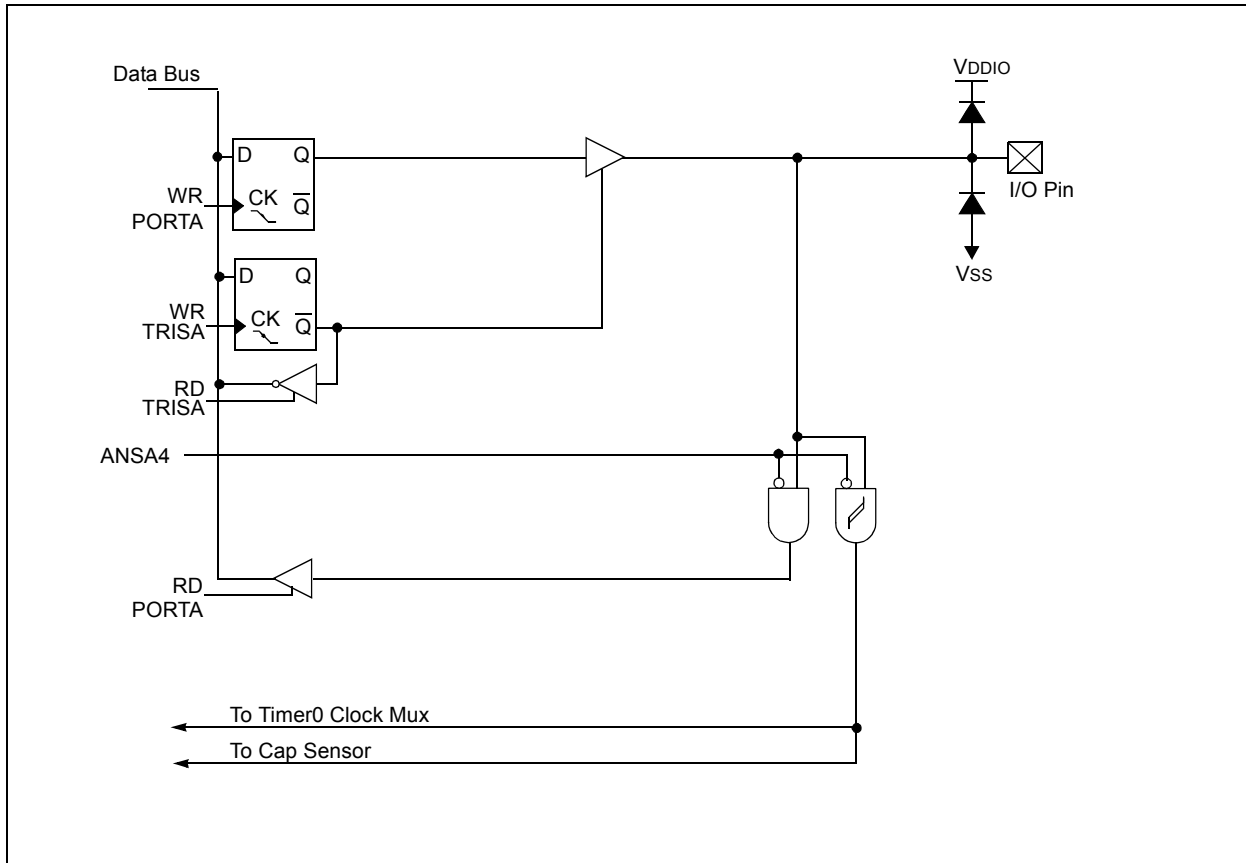 Data Bus
VDDIO
D Q
WR
PORTA
CK
Q̅
I/O Pin
VSS
D Q
WR
TRISA
CK
Q̅
RD
TRISA
ANSA4
RD
PORTA
To Timer0 Clock Mux
To Cap Sensor